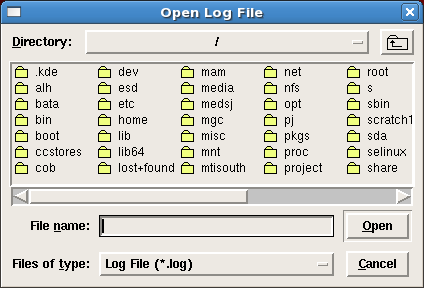 Open Log File
Directory: /
.kde dev mam net root
alh esd media nfs s
bata etc medsj opt sbin
bin home mgc pj scratch1
boot lib misc pkgs sda
ccstores lib64 mnt proc selinux
cob lost+found mtisouth project share
File name: Open
Files of type: Log File (*.log) Cancel